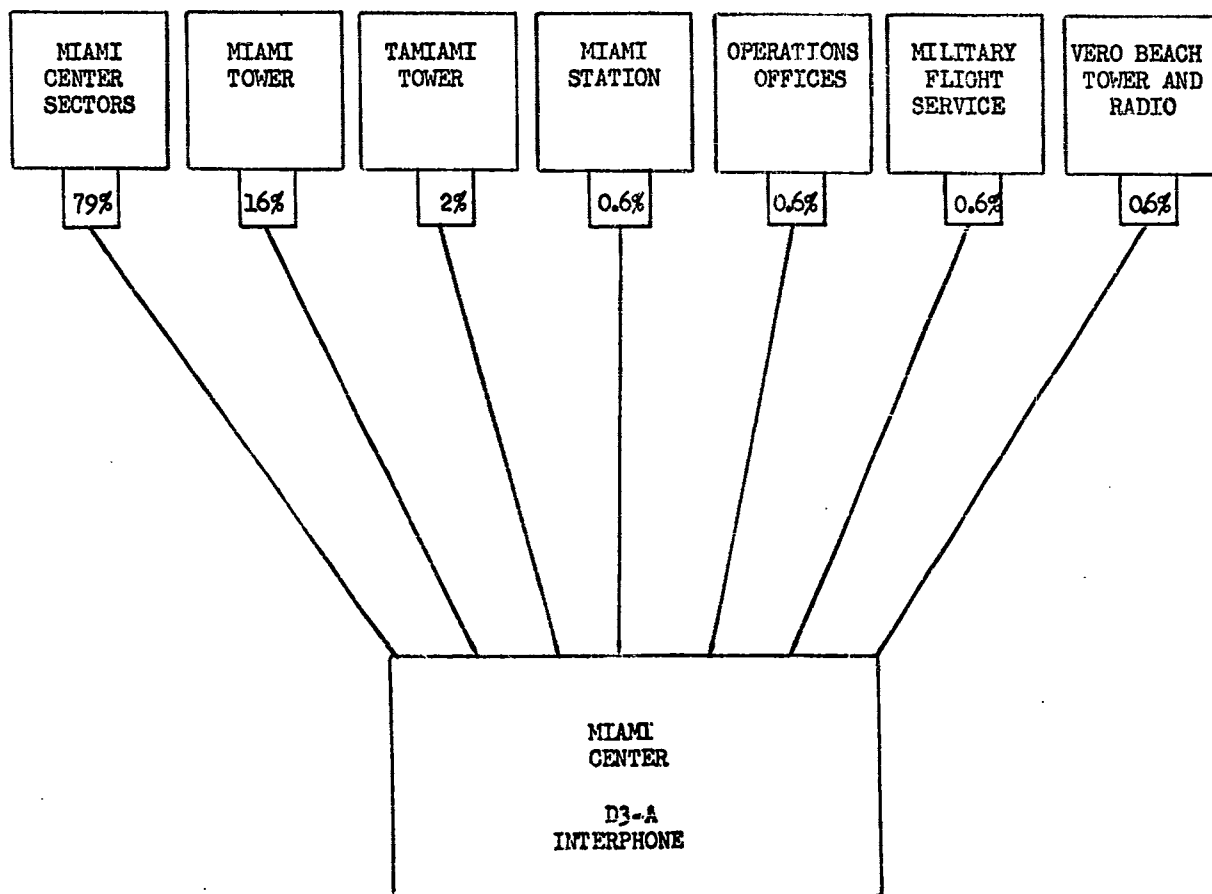 MIAMI
CENTER
SECTORS
MIAMI
TOWER
TAMIAMI
TOWER
MIAMI
STATION
OPERATIONS
OFFICES
MILITARY
FLIGHT
SERVICE
VERO BEACH
TOWER AND
RADIO
79%
16%
2%
0.6%
0.6%
0.6%
0.6%
MIAMI
CENTER
D3-A
INTERPHONE